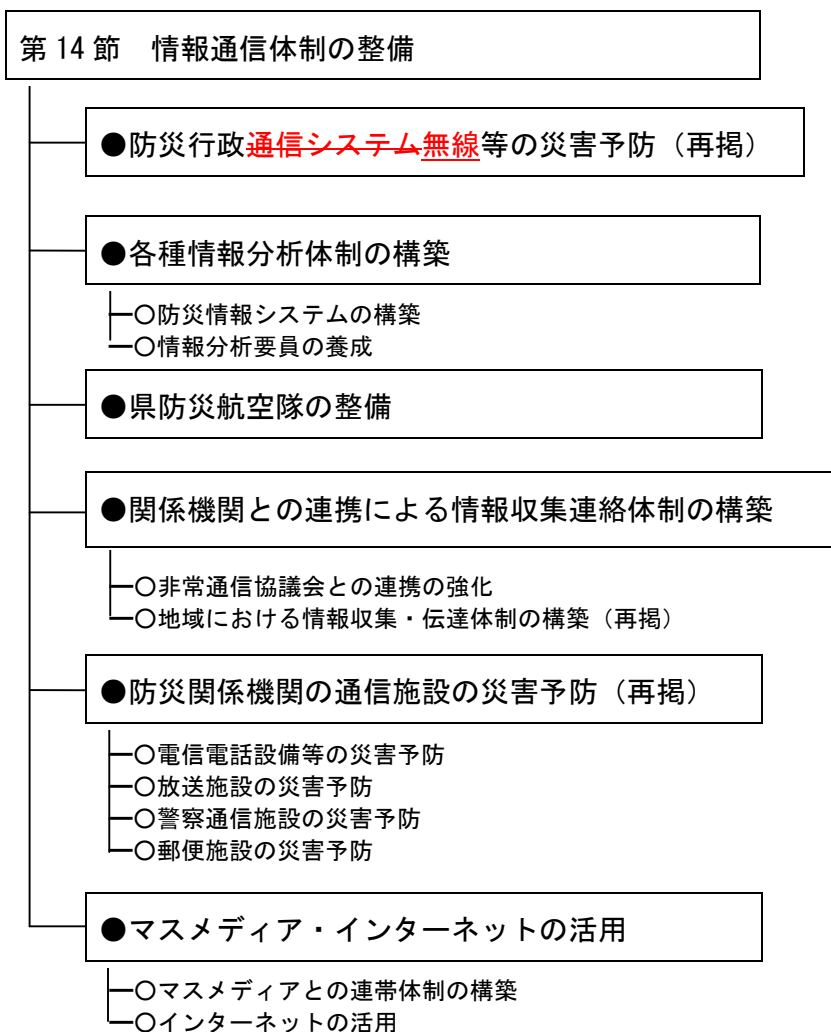 第14節　情報通信体制の整備
●防災行政通信システム無線等の災害予防（再掲）
●各種情報分析体制の構築
○防災情報システムの構築
○情報分析要員の養成
●県防災航空隊の整備
●関係機関との連携による情報収集連絡体制の構築
○非常通信協議会との連携の強化
○地域における情報収集・伝達体制の構築（再掲）
●防災関係機関の通信施設の災害予防（再掲）
○電信電話設備等の災害予防
○放送施設の災害予防
○警察通信施設の災害予防
○郵便施設の災害予防
●マスメディア・インターネットの活用
○マスメディアとの連帯体制の構築
○インターネットの活用